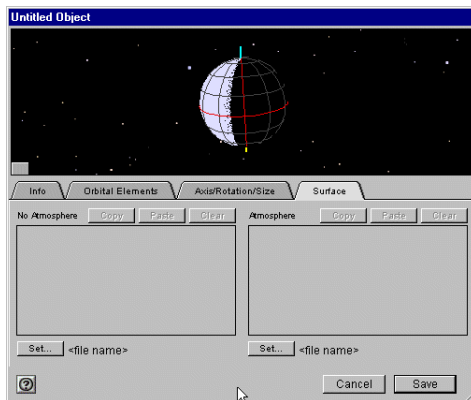 Untitled Object
Info Orbital Elements Axis/Rotation/Size Surface
No Atmosphere Copy Paste Clear Atmosphere Copy Paste Clear
Set... <file name> Set... <file name>
? Cancel Save